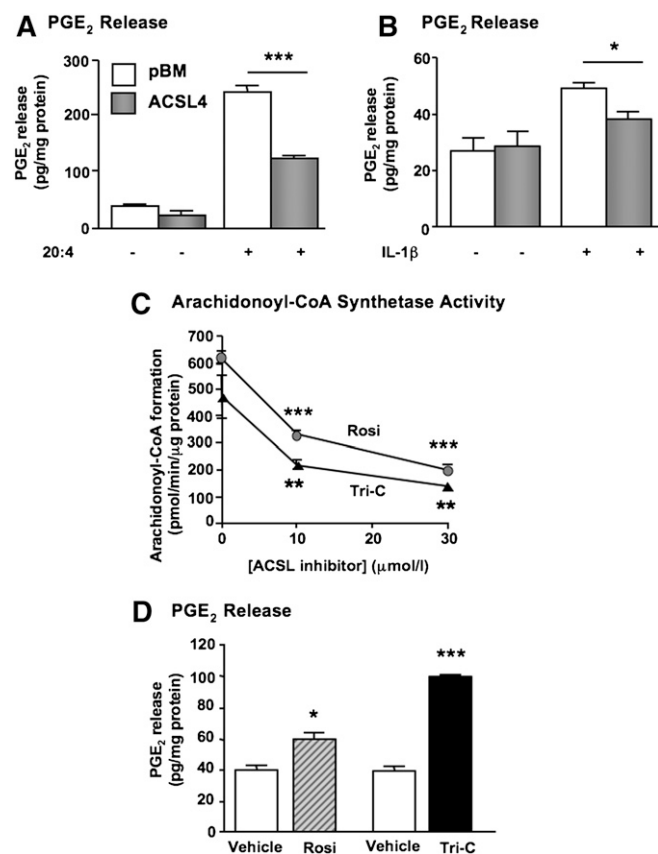 A PGE₂ Release
PGE₂ release
(pg/mg protein)
300
200
100
0
pBM
ACSL4
***
20:4 - - + +
B PGE₂ Release
PGE₂ release
(pg/mg protein)
60
40
20
0
*
IL-1β - - + +
C Arachidonoyl-CoA Synthetase Activity
Arachidonoyl-CoA formation
(pmol/min/μg protein)
700
600
500
400
300
200
100
0
***
Rosi
***
**
Tri-C
**
0 10 20 30
[ACSL inhibitor] (μmol/l)
D PGE₂ Release
PGE₂ release
(pg/mg protein)
120
100
80
60
40
20
0
*
***
Vehicle Rosi Vehicle Tri-C